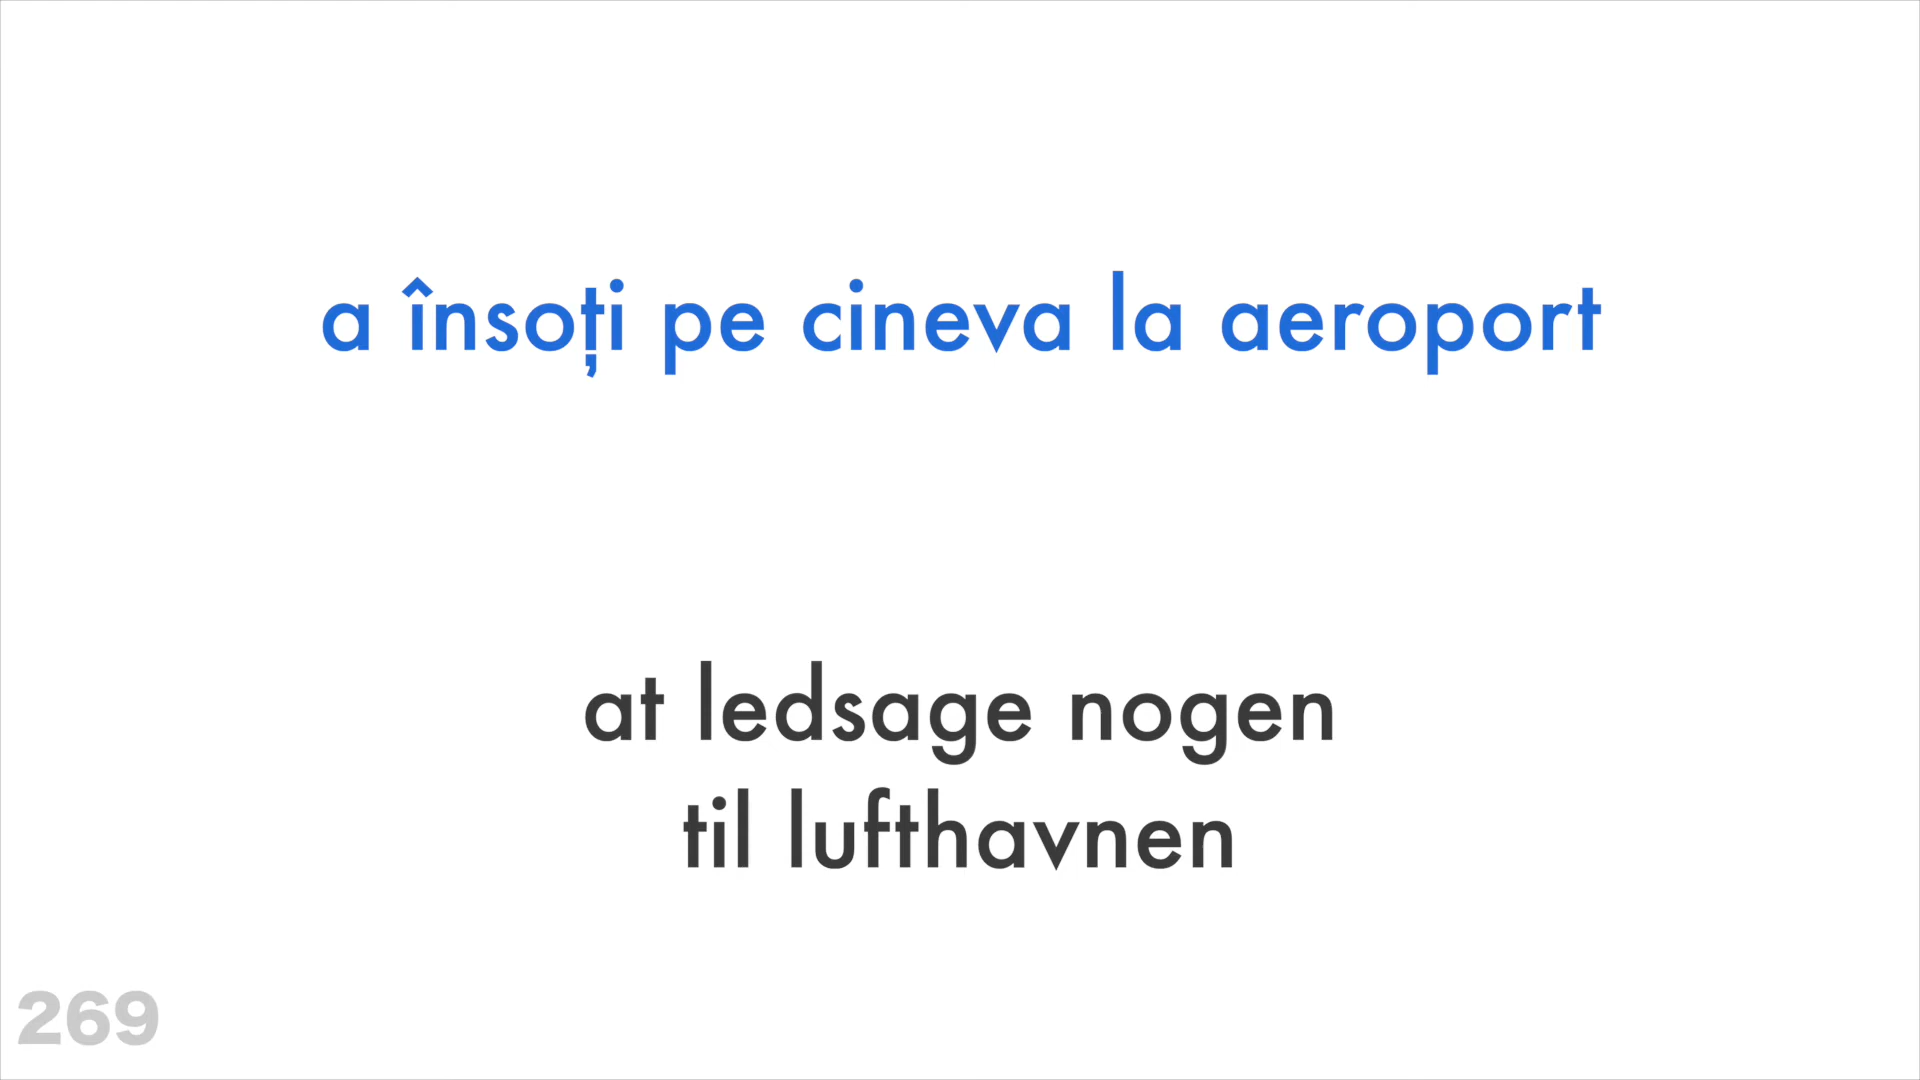 a însoți pe cineva la aeroport
at ledsage nogen
til lufthavnen
269